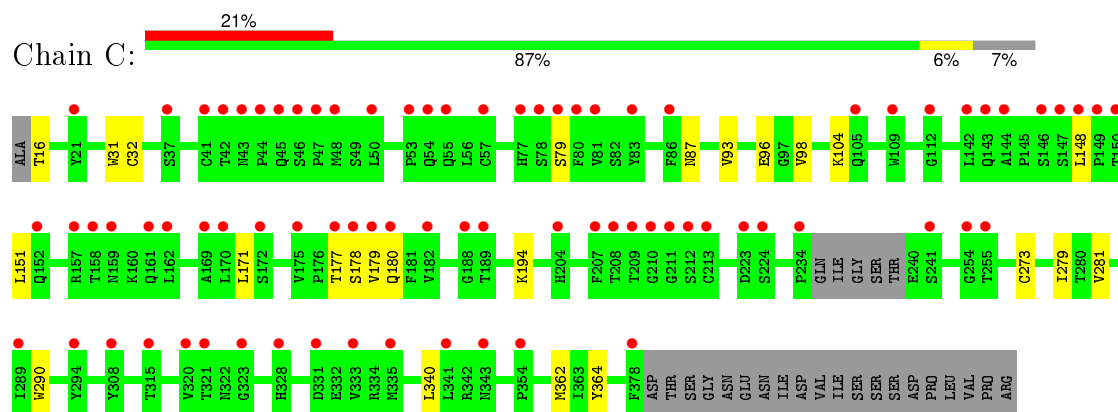 21%
Chain C:
87% 6% 7%
ALA T16 Y21 W31 C32 S37 C41 T42 N43 P44 Q45 S46 P47 M48 S49 L50 P53 Q54 Q55 L56 C57 H77 S78 S79 F80 V81 S82 Y83 F86 N87 V93 E96 G97 V98 K104 Q105 W109 G112 L142 Q143 A144 P145 S146 S147 L148 P149 T150
L151 Q152 R157 T158 N159 K160 Q161 L162 A169 L170 L171 S172 V175 P176 T177 S178 V179 Q180 F181 V182 G188 T189 K194 H204 F207 T208 T209 G210 G211 S212 C213 D223 S224 P234 GLN ILE GLY SER THR E240 S241 G254 T255 C273 I279 T280 V281
I289 W290 Y294 Y308 T315 V320 T321 N322 G323 H328 D331 E332 V333 R334 M335 L340 L341 R342 N343 P354 M362 I363 Y364 F378 ASP THR SER GLY ASN GLU ASN ILE ASP VAL ILE SER SER SER ASP PRO LEU VAL PRO ARG